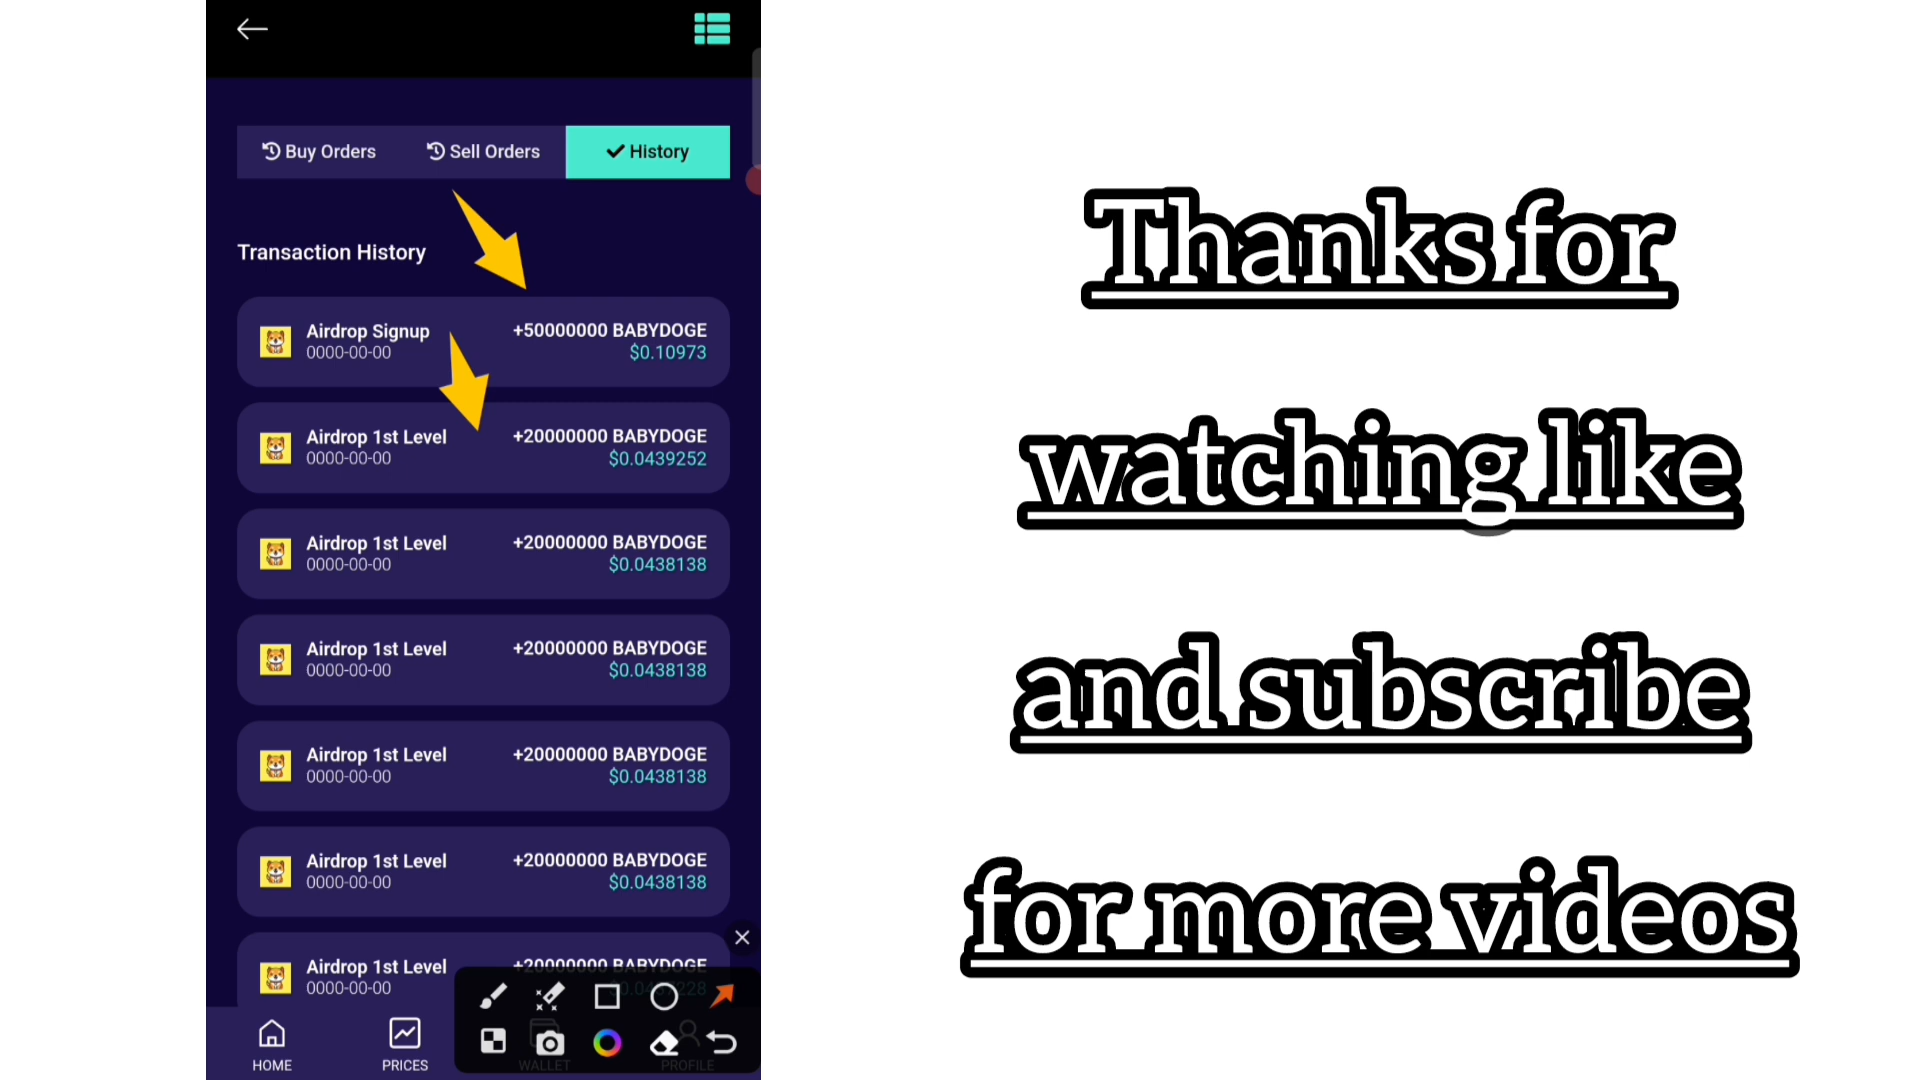 Buy Orders Sell Orders History
Transaction History
Airdrop Signup +50000000 BABYDOGE
0000-00-00 $0.10973
Airdrop 1st Level +20000000 BABYDOGE
0000-00-00 $0.0439252
Airdrop 1st Level +20000000 BABYDOGE
0000-00-00 $0.0438138
Airdrop 1st Level +20000000 BABYDOGE
0000-00-00 $0.0438138
Airdrop 1st Level +20000000 BABYDOGE
0000-00-00 $0.0438138
Airdrop 1st Level +20000000 BABYDOGE
0000-00-00 $0.0438138
Airdrop 1st Level +20000000 BABYDOGE
0000-00-00
HOME PRICES WALLET PROFILE
Thanks for
watching like
and subscribe
for more videos